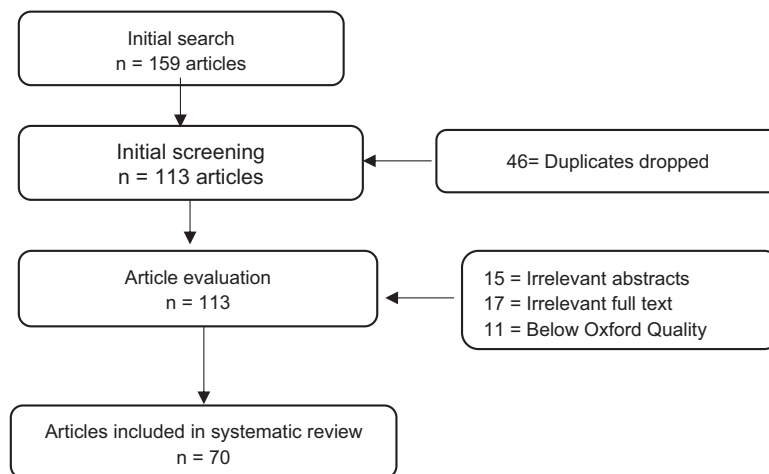 Initial search
n = 159 articles
Initial screening
n = 113 articles
46= Duplicates dropped
Article evaluation
n = 113
15 = Irrelevant abstracts
17 = Irrelevant full text
11 = Below Oxford Quality
Articles included in systematic review
n = 70